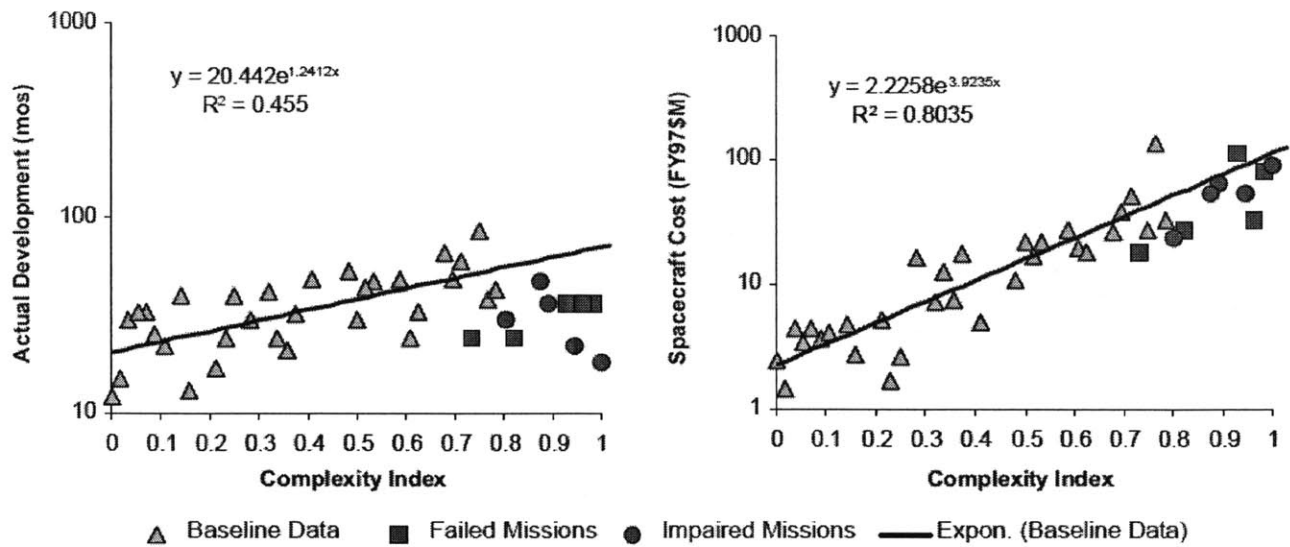 1000
100
10
Actual Development (mos)
y = 20.442e^1.2412x
R² = 0.455
0 0.1 0.2 0.3 0.4 0.5 0.6 0.7 0.8 0.9 1
Complexity Index
1000
100
10
1
Spacecraft Cost (FY97$M)
y = 2.2258e^3.9235x
R² = 0.8035
0 0.1 0.2 0.3 0.4 0.5 0.6 0.7 0.8 0.9 1
Complexity Index
Baseline Data Failed Missions Impaired Missions Expon. (Baseline Data)